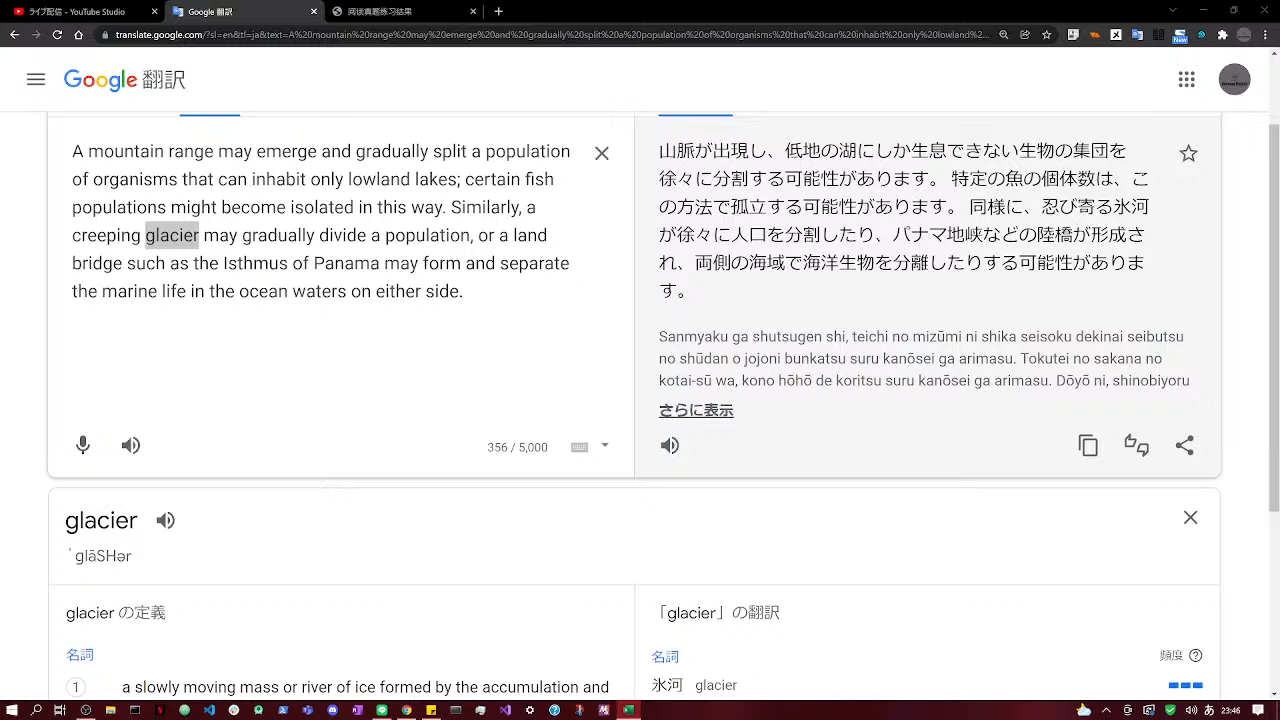 ライブ配信 - YouTube Studio
Google 翻訳
阅读真题练习结果
translate.google.com/?sl=en&tl=ja&text=A%20mountain%20range%20may%20emerge%20and%20gradually%20split%20a%20population%20of%20organisms%20that%20can%20inhabit%20only%20lowland%2...
New
Google 翻訳
A mountain range may emerge and gradually split a population
of organisms that can inhabit only lowland lakes; certain fish
populations might become isolated in this way. Similarly, a
creeping glacier may gradually divide a population, or a land
bridge such as the Isthmus of Panama may form and separate
the marine life in the ocean waters on either side.
356 / 5,000
山脈が出現し、低地の湖にしか生息できない生物の集団を
徐々に分割する可能性があります。 特定の魚の個体数は、こ
の方法で孤立する可能性があります。 同様に、忍び寄る氷河
が徐々に人口を分割したり、パナマ地峡などの陸橋が形成さ
れ、両側の海域で海洋生物を分離したりする可能性がありま
す。
Sanmyaku ga shutsugen shi, teichi no mizūmi ni shika seisoku dekinai seibutsu
no shūdan o jojoni bunkatsu suru kanōsei ga arimasu. Tokutei no sakana no
kotai-sū wa, kono hōhō de koritsu suru kanōsei ga arimasu. Dōyō ni, shinobiyoru
さらに表示
glacier
ˈglāSHər
glacier の定義
名詞
1 a slowly moving mass or river of ice formed by the accumulation and
「glacier」の翻訳
名詞
頻度
氷河 glacier
あ 23:46